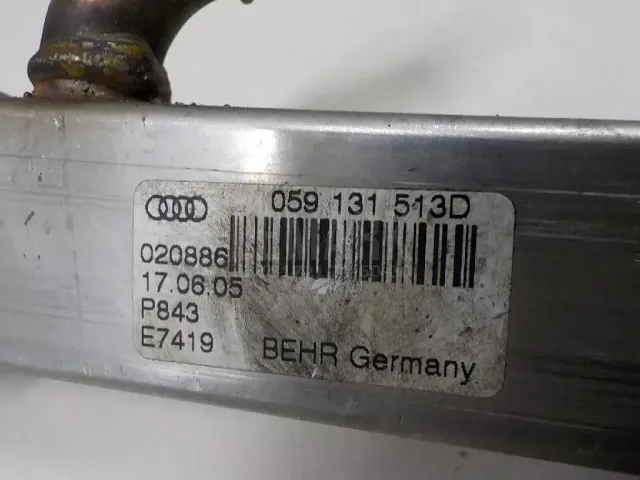 059 131 513D
020886
17.06.05
P843
E7419
BEHR Germany